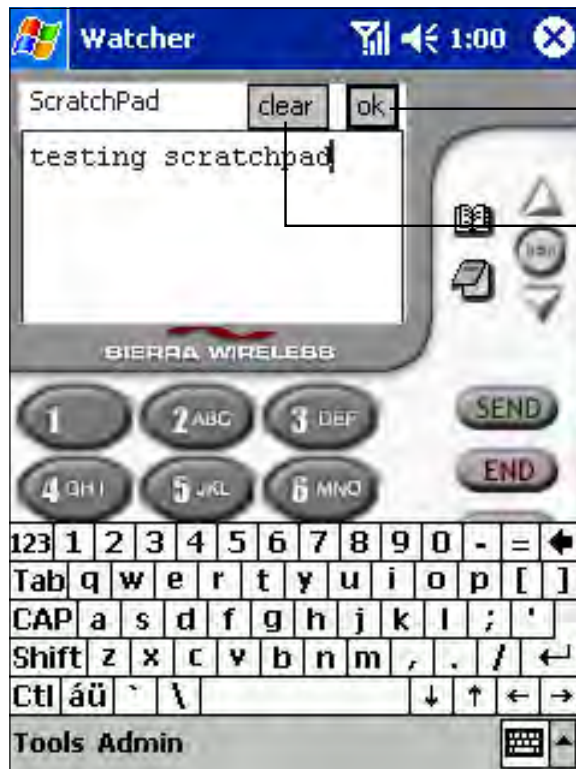 Watcher 1:00
ScratchPad clear ok
testing scratchpad
SIERRA WIRELESS
1 2 ABC 3 DEF SEND
4 GHI 5 JKL 6 MNO END
123 1 2 3 4 5 6 7 8 9 0 - =
Tab q w e r t y u i o p [ ]
CAP a s d f g h j k l ; '
Shift z x c v b n m , . /
Ctl áü ` \
Tools Admin